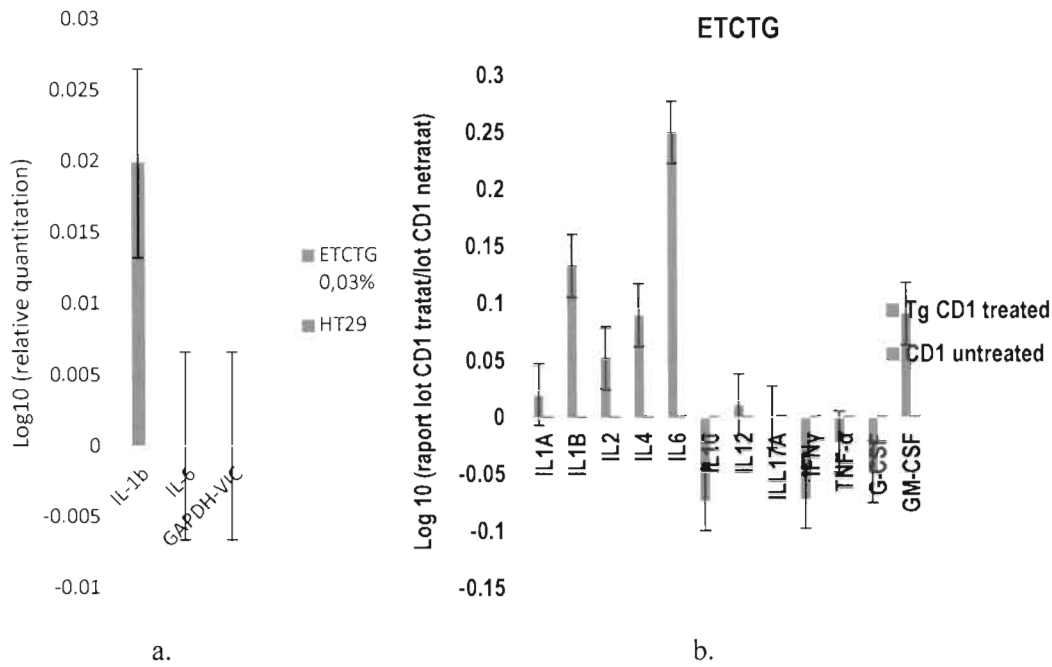 0.03
0.025
0.02
0.015
0.01
0.005
0
-0.005
-0.01
Log10 (relative quantitation)
IL-1b
IL-6
GAPDH-VIC
ETCTG
0,03%
HT29
a.
ETCTG
0.3
0.25
0.2
0.15
0.1
0.05
0
-0.05
-0.1
-0.15
Log 10 (raport lot CD1 tratat/lot CD1 netratat)
IL1A
IL1B
IL2
IL4
IL6
IL10
IL12
ILL17A
IFNγ
TNF-α
G-CSF
GM-CSF
Tg CD1 treated
CD1 untreated
b.